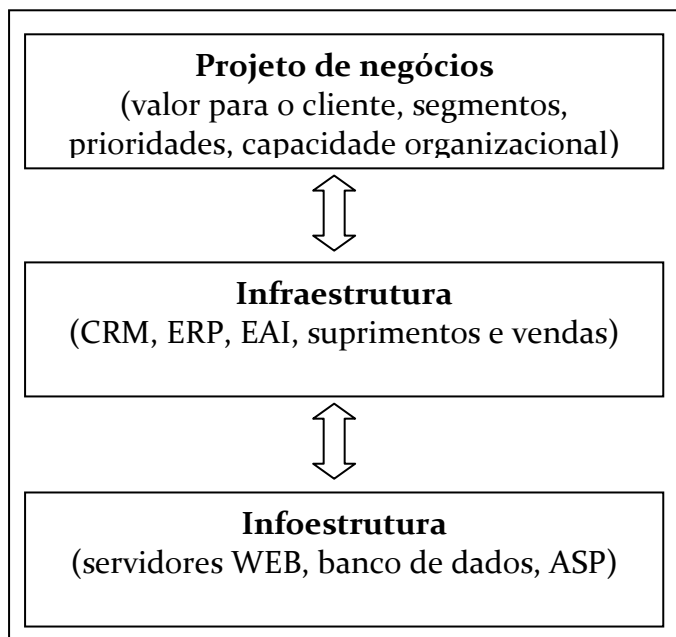 Projeto de negócios
(valor para o cliente, segmentos,
prioridades, capacidade organizacional)
Infraestrutura
(CRM, ERP, EAI, suprimentos e vendas)
Infoestrutura
(servidores WEB, banco de dados, ASP)